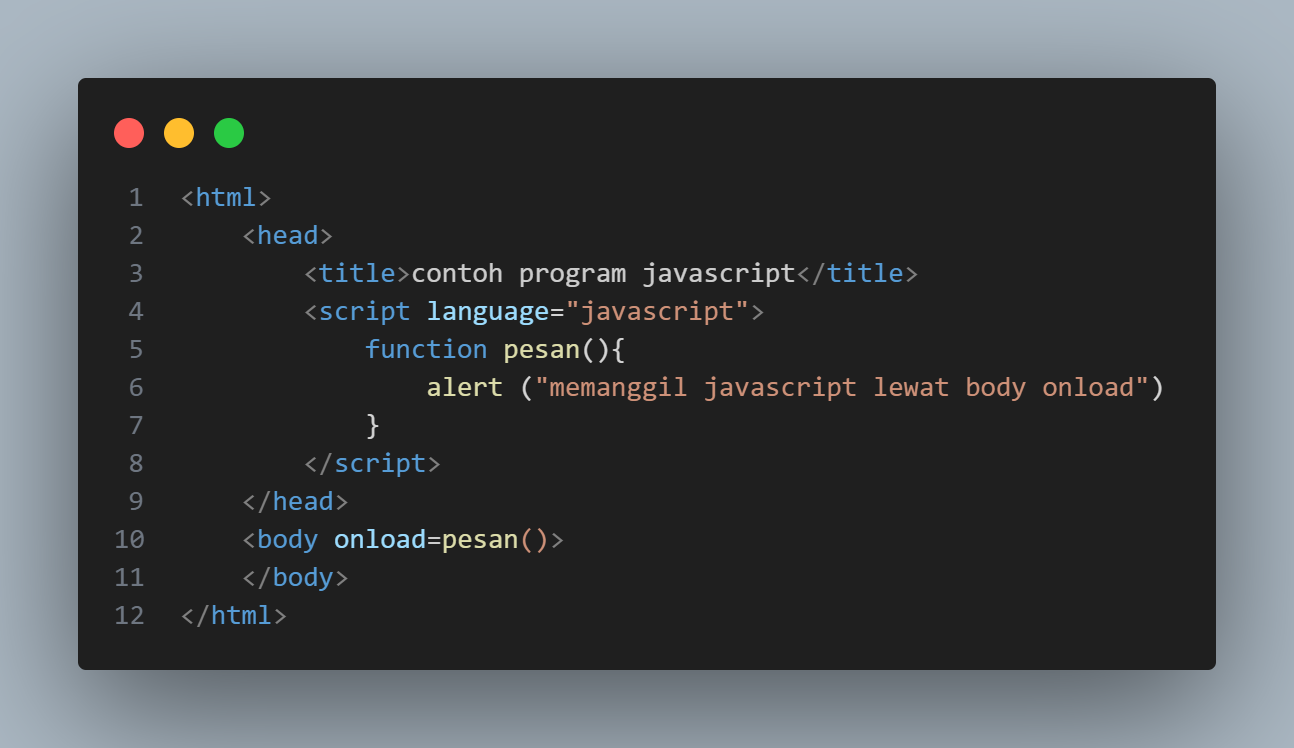 1 <html>
2     <head>
3         <title>contoh program javascript</title>
4         <script language="javascript">
5             function pesan(){
6                 alert ("memanggil javascript lewat body onload")
7             }
8         </script>
9     </head>
10     <body onload=pesan()>
11     </body>
12 </html>